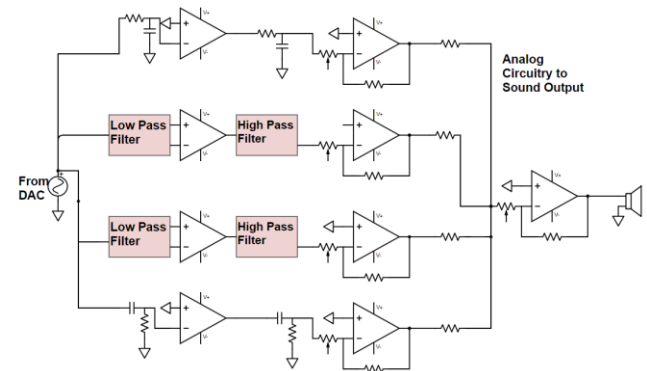 V+
+
−
V-
V+
+
−
V-
Analog
Circuitry to
Sound Output
Low Pass
Filter
V+
+
−
V-
High Pass
Filter
V+
+
−
V-
From
DAC
+
V+
+
−
V-
Low Pass
Filter
V+
+
−
V-
High Pass
Filter
V+
+
−
V-
V+
+
−
V-
V+
+
−
V-